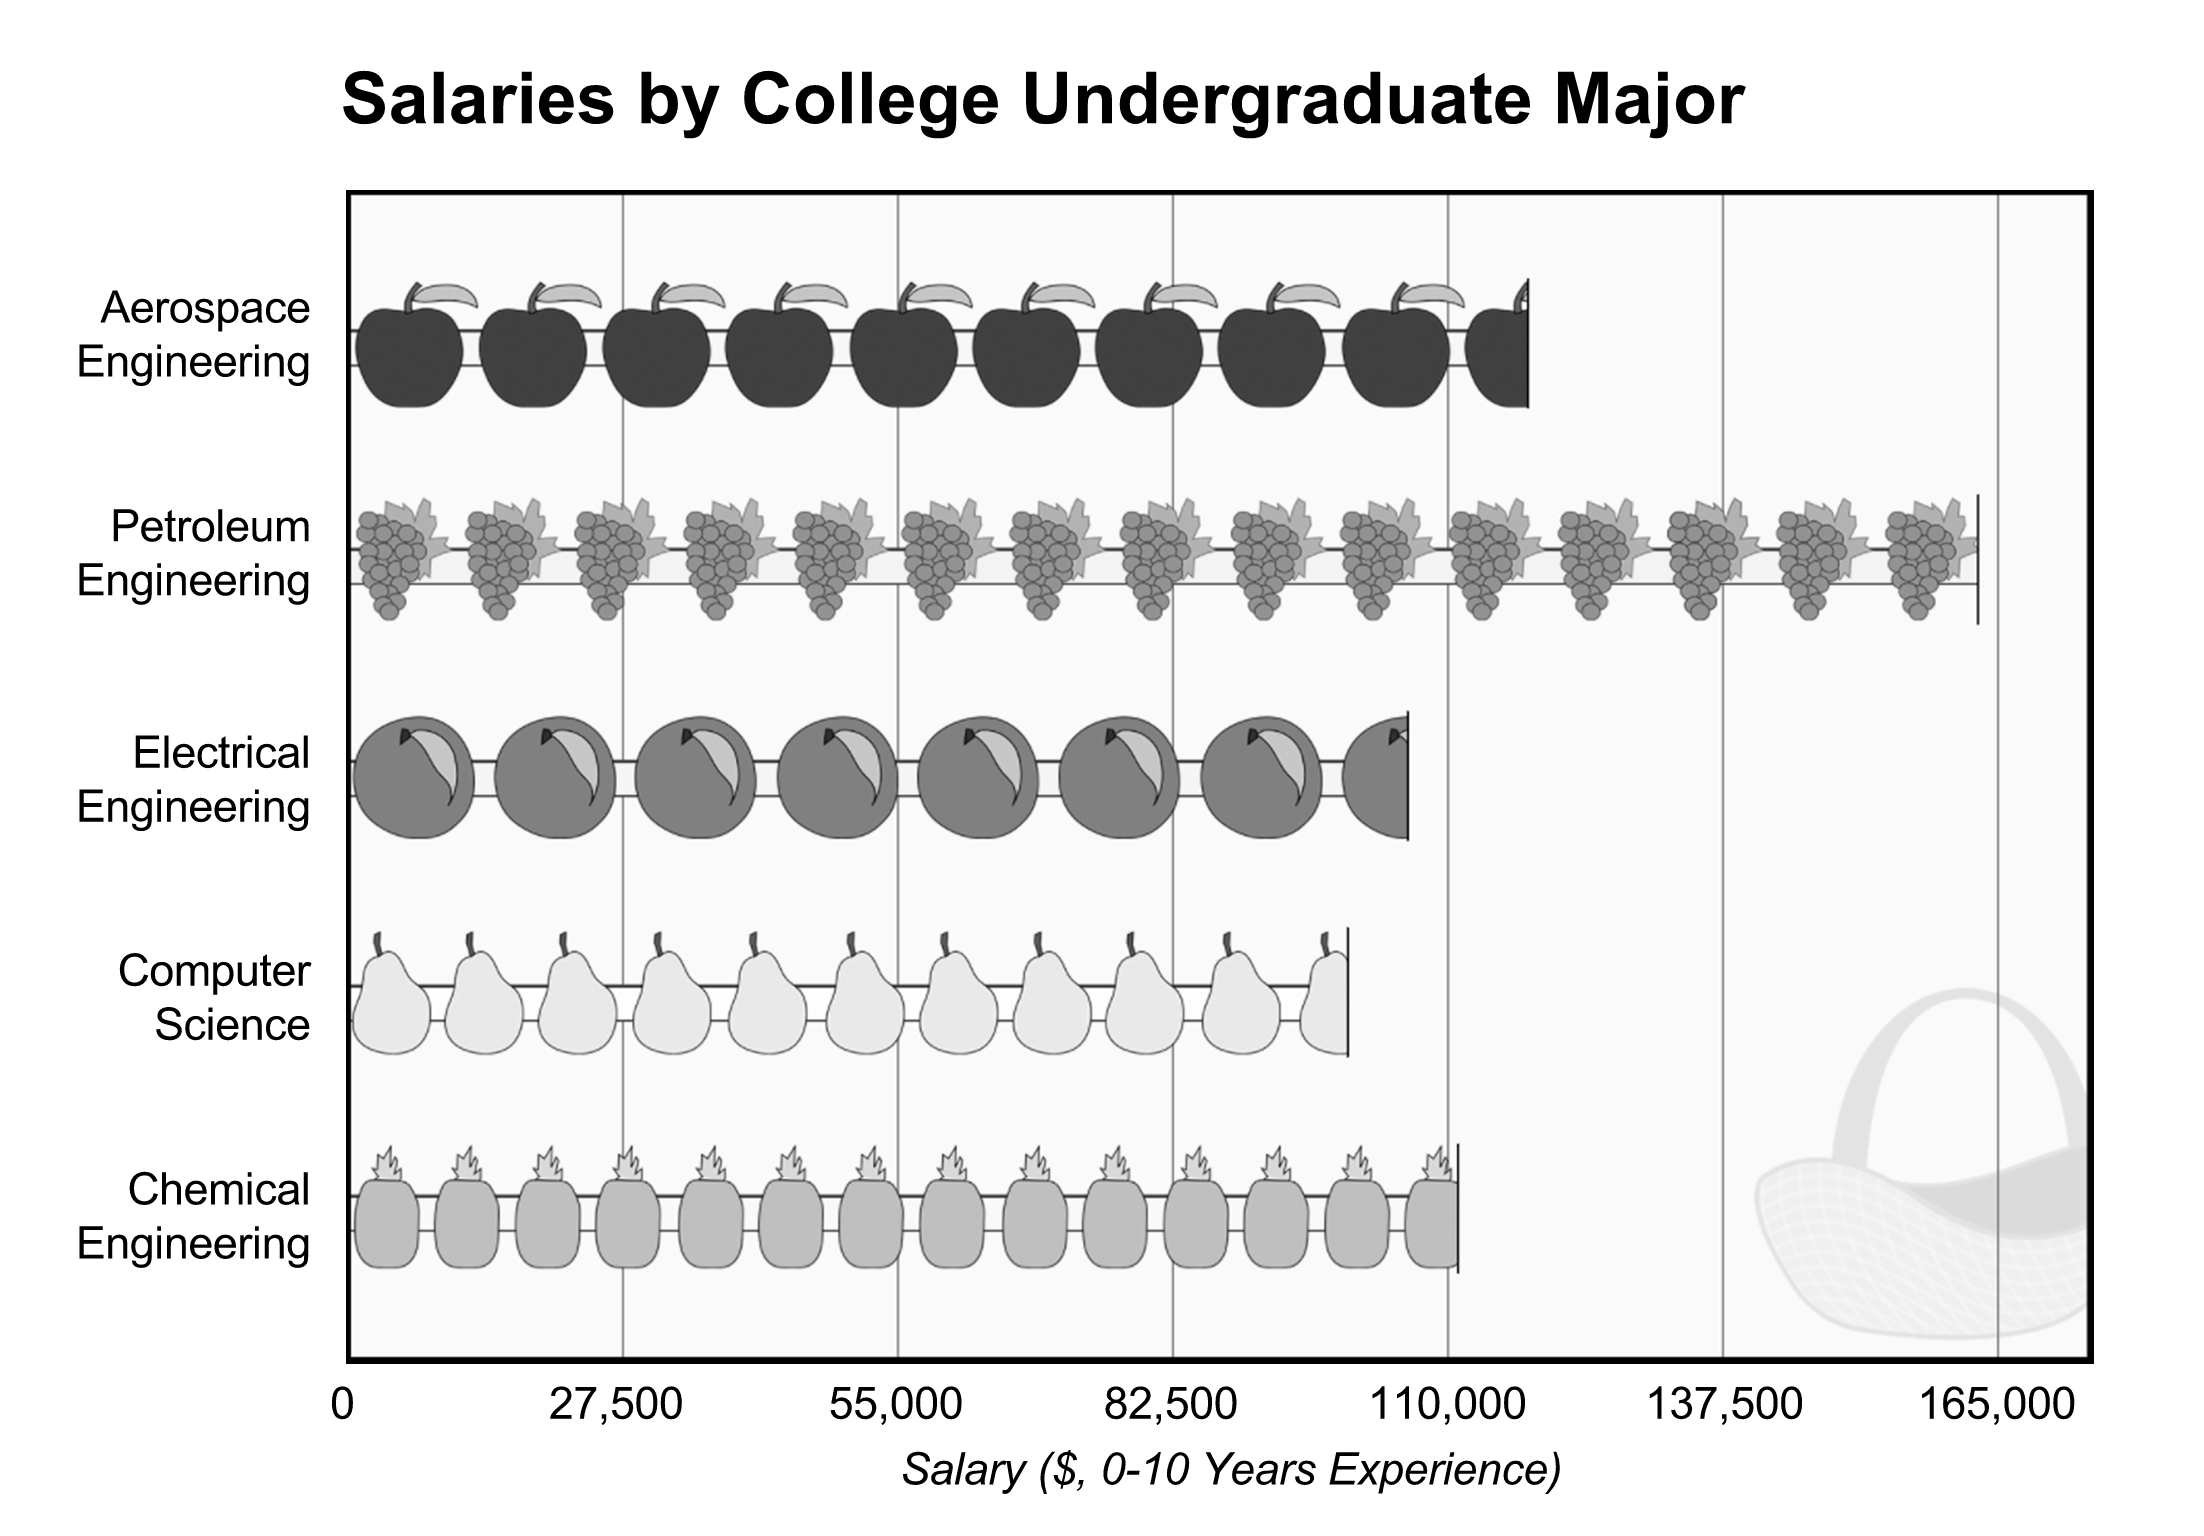 Salaries by College Undergraduate Major
Aerospace
Engineering
Petroleum
Engineering
Electrical
Engineering
Computer
Science
Chemical
Engineering
0 27,500 55,000 82,500 110,000 137,500 165,000
Salary ($, 0-10 Years Experience)